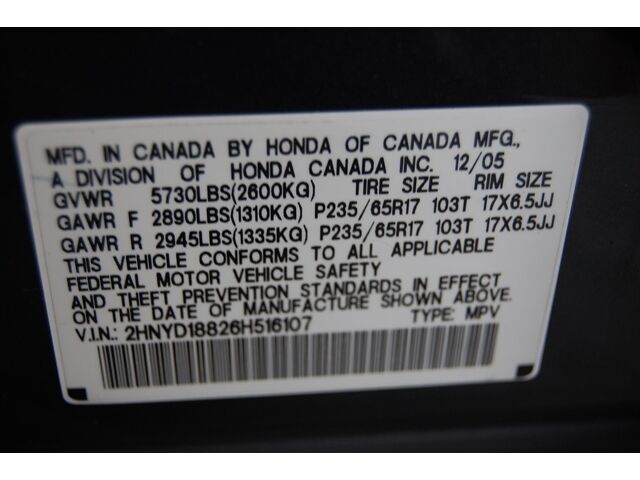 MFD. IN CANADA BY HONDA OF CANADA MFG.,
A DIVISION OF HONDA CANADA INC. 12/05
GVWR 5730LBS(2600KG) TIRE SIZE RIM SIZE
GAWR F 2890LBS(1310KG) P235/65R17 103T 17X6.5JJ
GAWR R 2945LBS(1335KG) P235/65R17 103T 17X6.5JJ
THIS VEHICLE CONFORMS TO ALL APPLICABLE
FEDERAL MOTOR VEHICLE SAFETY
AND THEFT PREVENTION STANDARDS IN EFFECT
ON THE DATE OF MANUFACTURE SHOWN ABOVE.
V.I.N.: 2HNYD18826H516107 TYPE: MPV